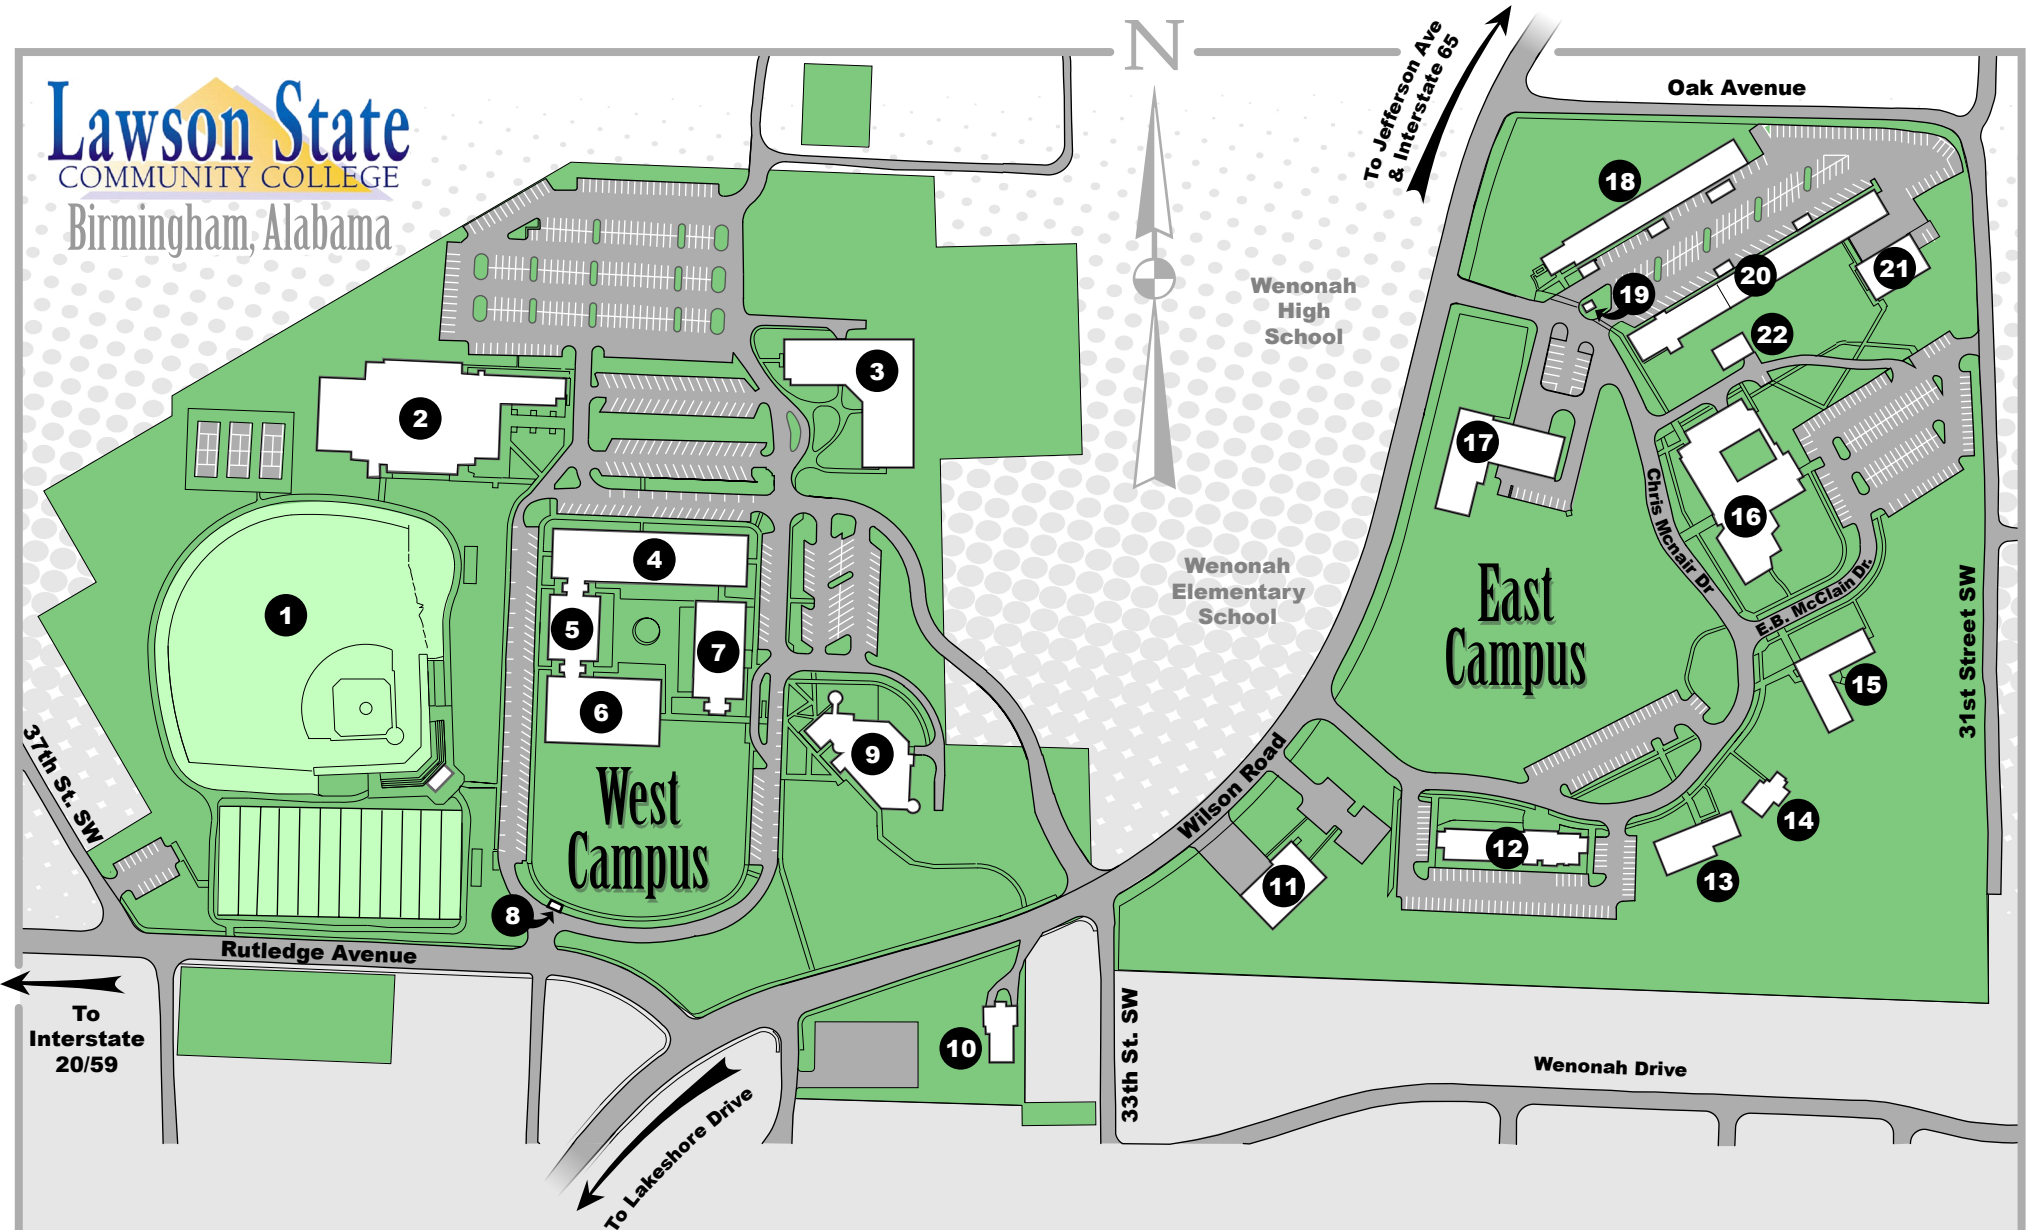 N
Lawson State
COMMUNITY COLLEGE
Birmingham, Alabama
To Jefferson Ave
& Interstate 65
Oak Avenue
Wenonah
High
School
Wenonah
Elementary
School
18
19
20
21
22
3
2
17
16
4
1
5
7
6
9
Chris Mcnair Dr
E.B. McClain Dr.
31st Street SW
East
Campus
15
West
Campus
37th St. SW
Wilson Road
14
12
13
11
8
Rutledge Avenue
To
Interstate
20/59
10
33th St. SW
Wenonah Drive
To Lakeshore Drive